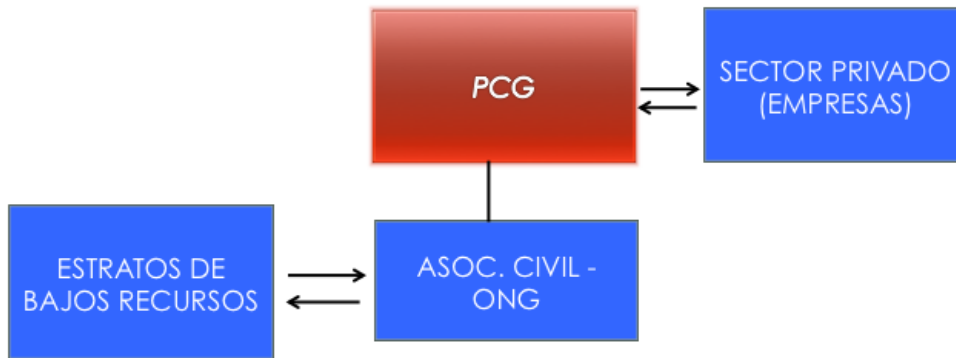 PCG
SECTOR PRIVADO
(EMPRESAS)
ESTRATOS DE
BAJOS RECURSOS
ASOC. CIVIL -
ONG